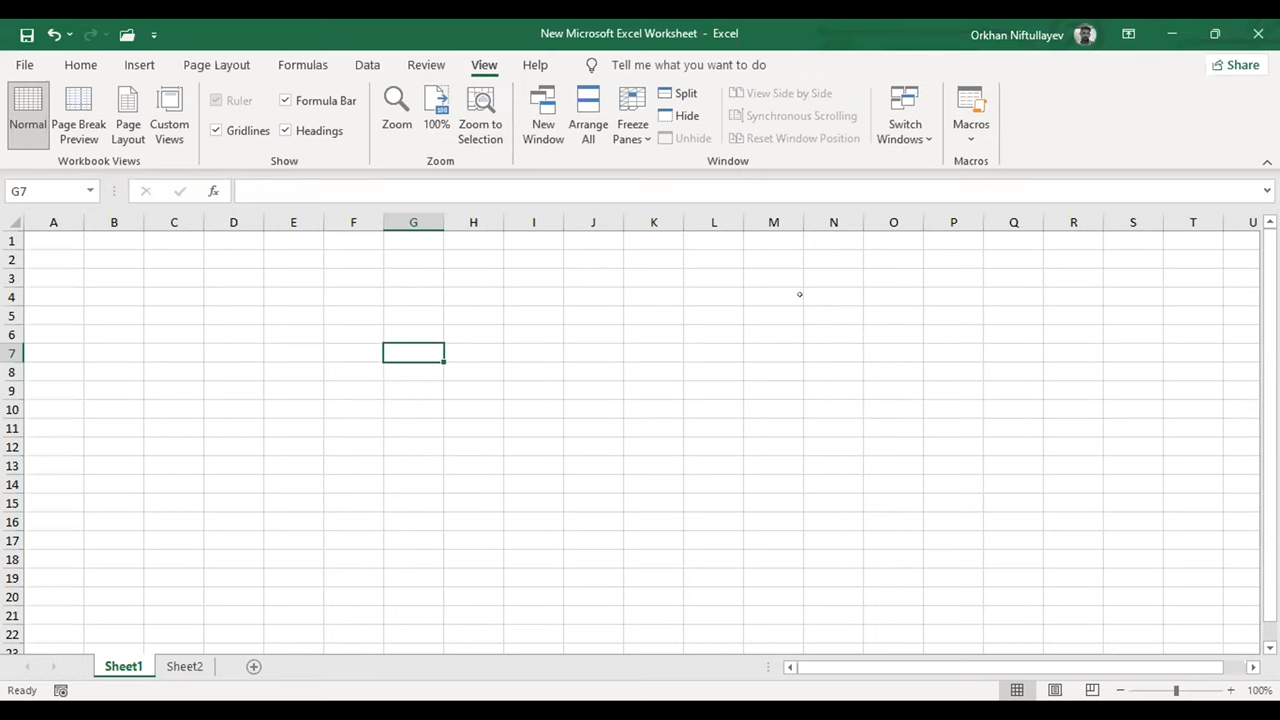 New Microsoft Excel Worksheet - Excel
Orkhan Niftullayev
File Home Insert Page Layout Formulas Data Review View Help Tell me what you want to do Share
Normal
Page Break Preview
Page Layout
Custom Views
Workbook Views
Ruler
Formula Bar
Gridlines
Headings
Show
Zoom
100%
Zoom to Selection
Zoom
New Window
Arrange All
Freeze Panes
Split
Hide
Unhide
View Side by Side
Synchronous Scrolling
Reset Window Position
Switch Windows
Window
Macros
Macros
G7
fx
A B C D E F G H I J K L M N O P Q R S T U
1
2
3
4
5
6
7
8
9
10
11
12
13
14
15
16
17
18
19
20
21
22
23
Sheet1 Sheet2
Ready
100%